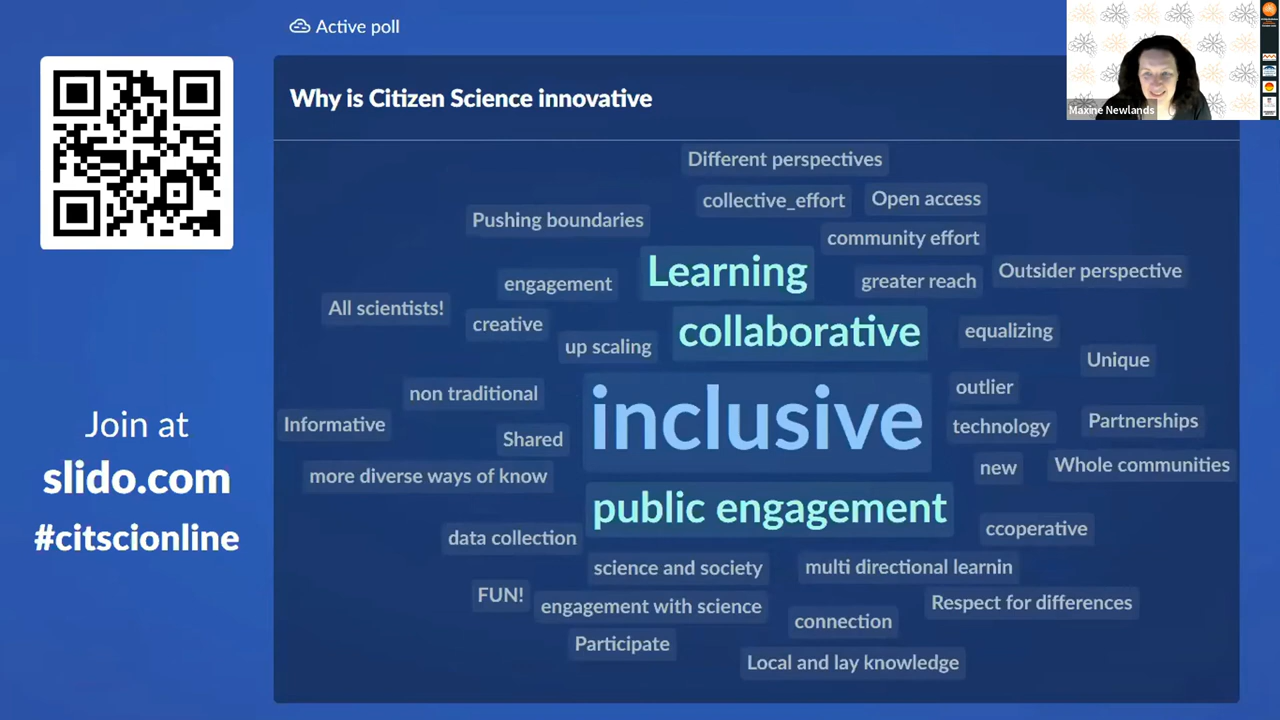 Active poll
Why is Citizen Science innovative
Maxine Newlands
Different perspectives
collective_effort
Open access
Pushing boundaries
community effort
Learning
Outsider perspective
engagement
greater reach
All scientists!
creative
collaborative
equalizing
up scaling
Unique
non traditional
inclusive
outlier
Informative
Shared
technology
Partnerships
more diverse ways of know
new
Whole communities
public engagement
data collection
ccoperative
science and society
multi directional learnin
FUN!
engagement with science
Respect for differences
connection
Participate
Local and lay knowledge
Join at
slido.com
#citscionline